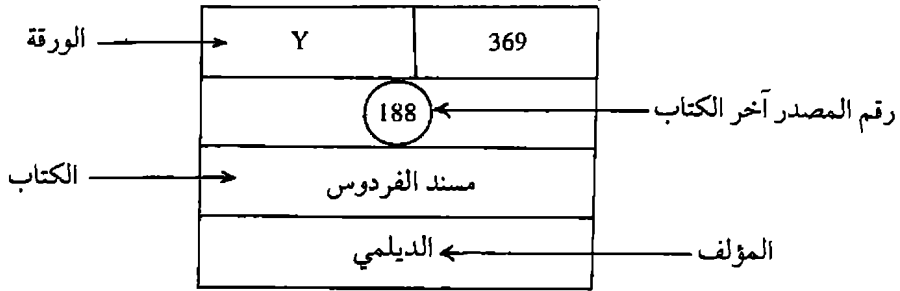 369 Y الورقة
رقم المصدر آخر الكتاب 188
مسند الفردوس الكتاب
المؤلف الديلمي